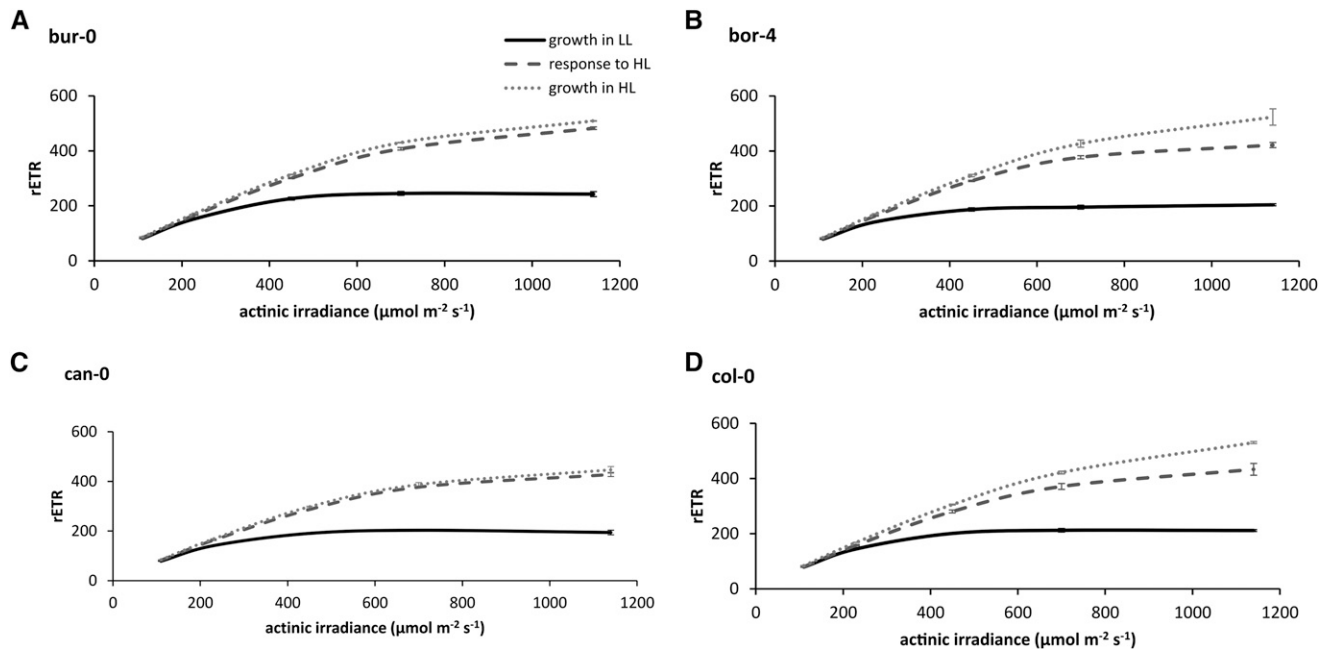 A
bur-0
growth in LL
response to HL
growth in HL
600
400
200
0
rETR
0 200 400 600 800 1000 1200
actinic irradiance (µmol m⁻² s⁻¹)
B
bor-4
600
400
200
0
rETR
0 200 400 600 800 1000 1200
actinic irradiance (µmol m⁻² s⁻¹)
C
can-0
600
400
200
0
rETR
0 200 400 600 800 1000 1200
actinic irradiance (µmol m⁻² s⁻¹)
D
col-0
600
400
200
0
rETR
0 200 400 600 800 1000 1200
actinic irradiance (µmol m⁻² s⁻¹)